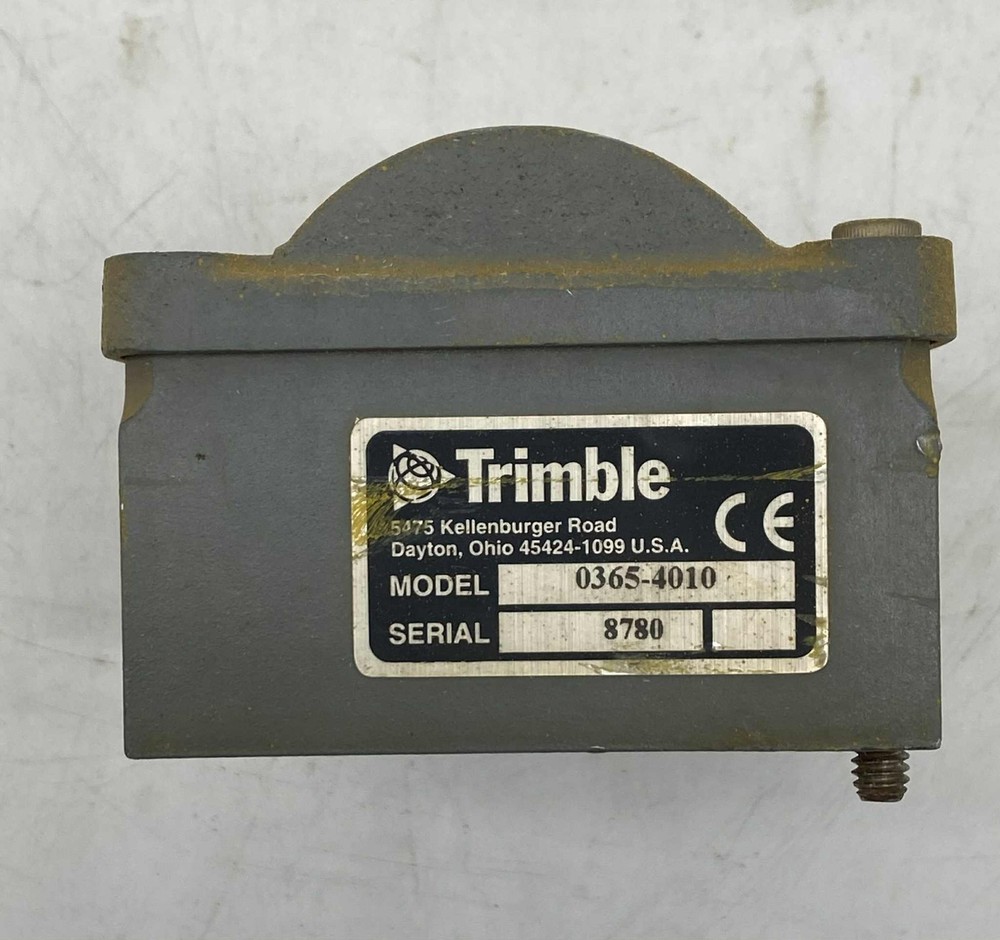 Trimble
5475 Kellenburger Road
Dayton, Ohio 45424-1099 U.S.A.
CE
MODEL 0365-4010
SERIAL 8780